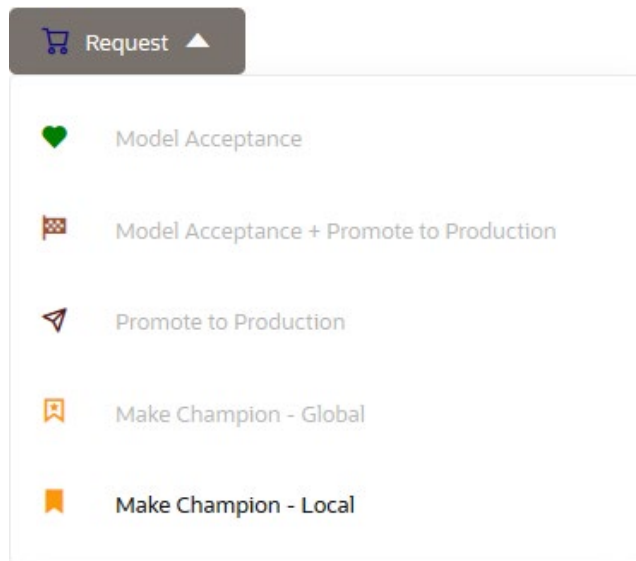 Request
Model Acceptance
Model Acceptance + Promote to Production
Promote to Production
Make Champion - Global
Make Champion - Local